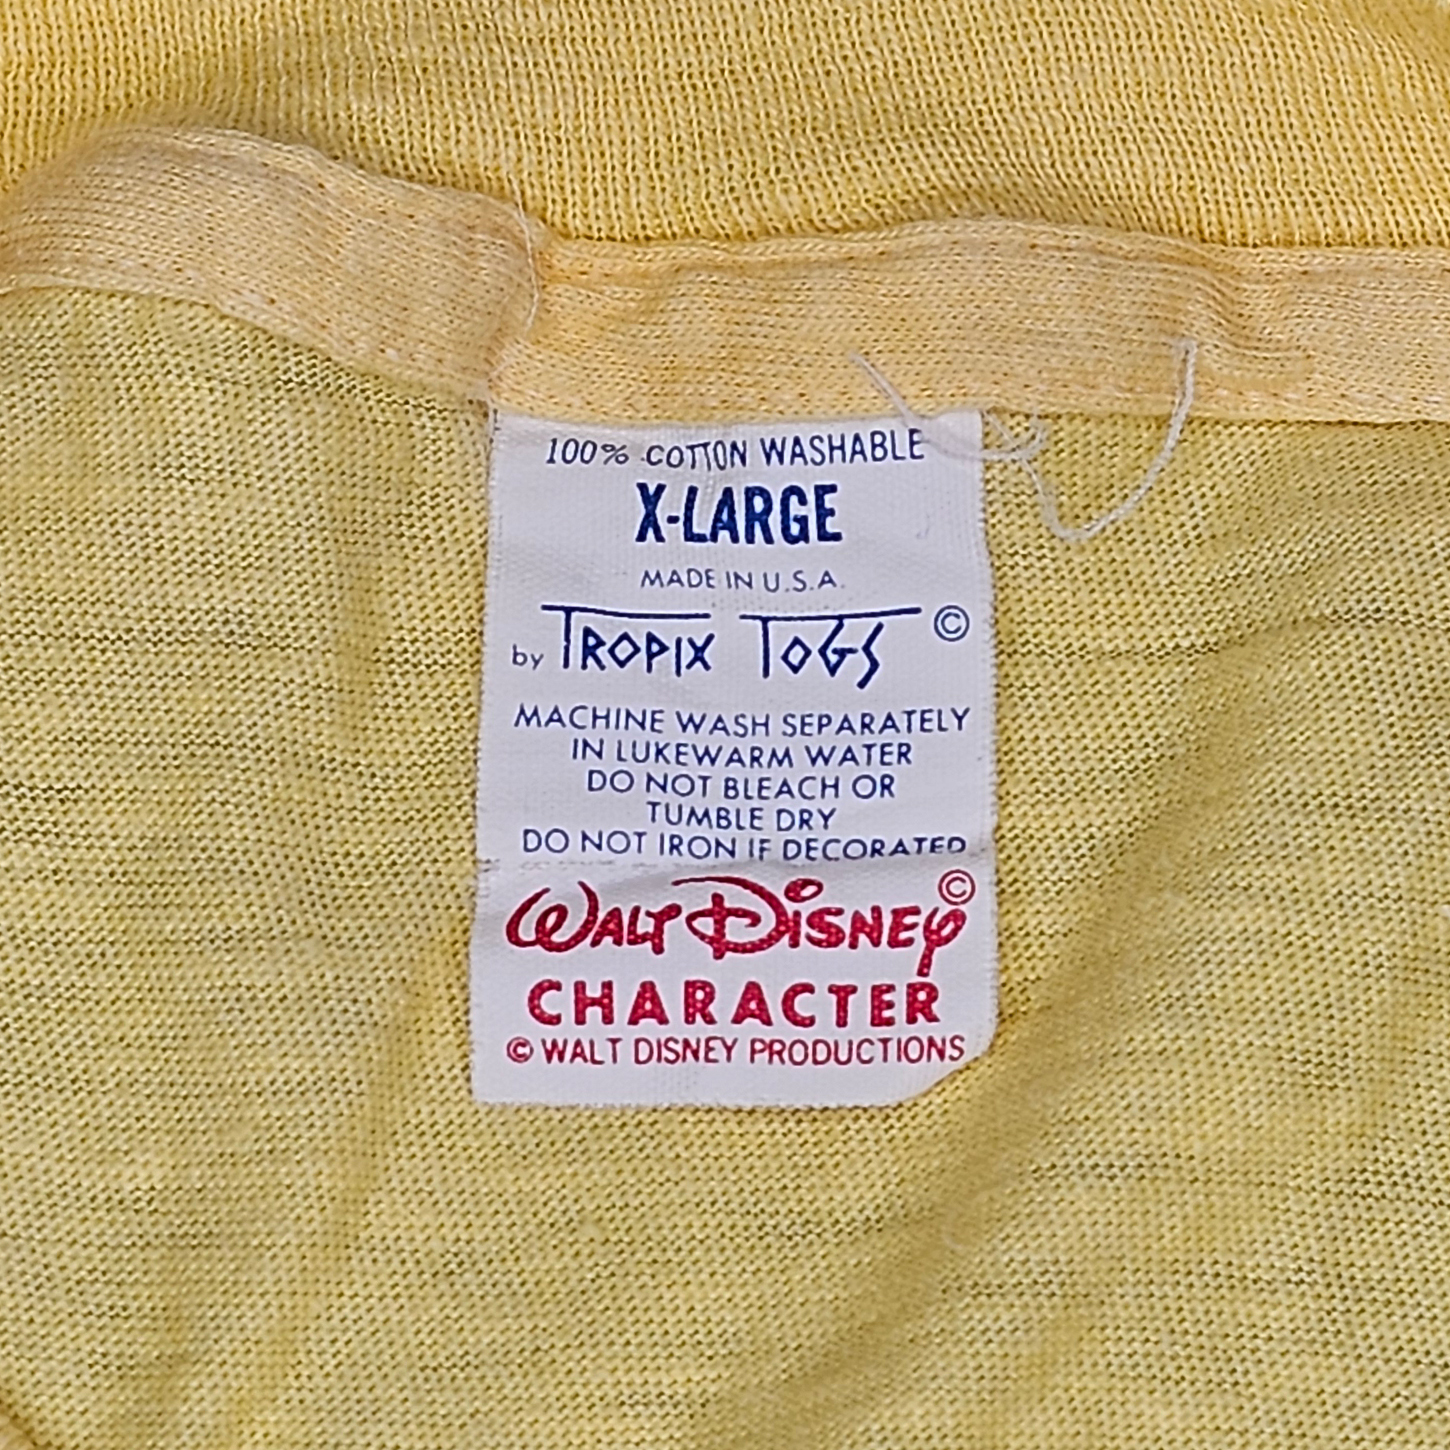 100% COTTON WASHABLE
X-LARGE
MADE IN U.S.A.
by TROPIX TOGS ©
MACHINE WASH SEPARATELY
IN LUKEWARM WATER
DO NOT BLEACH OR
TUMBLE DRY
DO NOT IRON IF DECORATED
WALT DISNEY ©
CHARACTER
© WALT DISNEY PRODUCTIONS